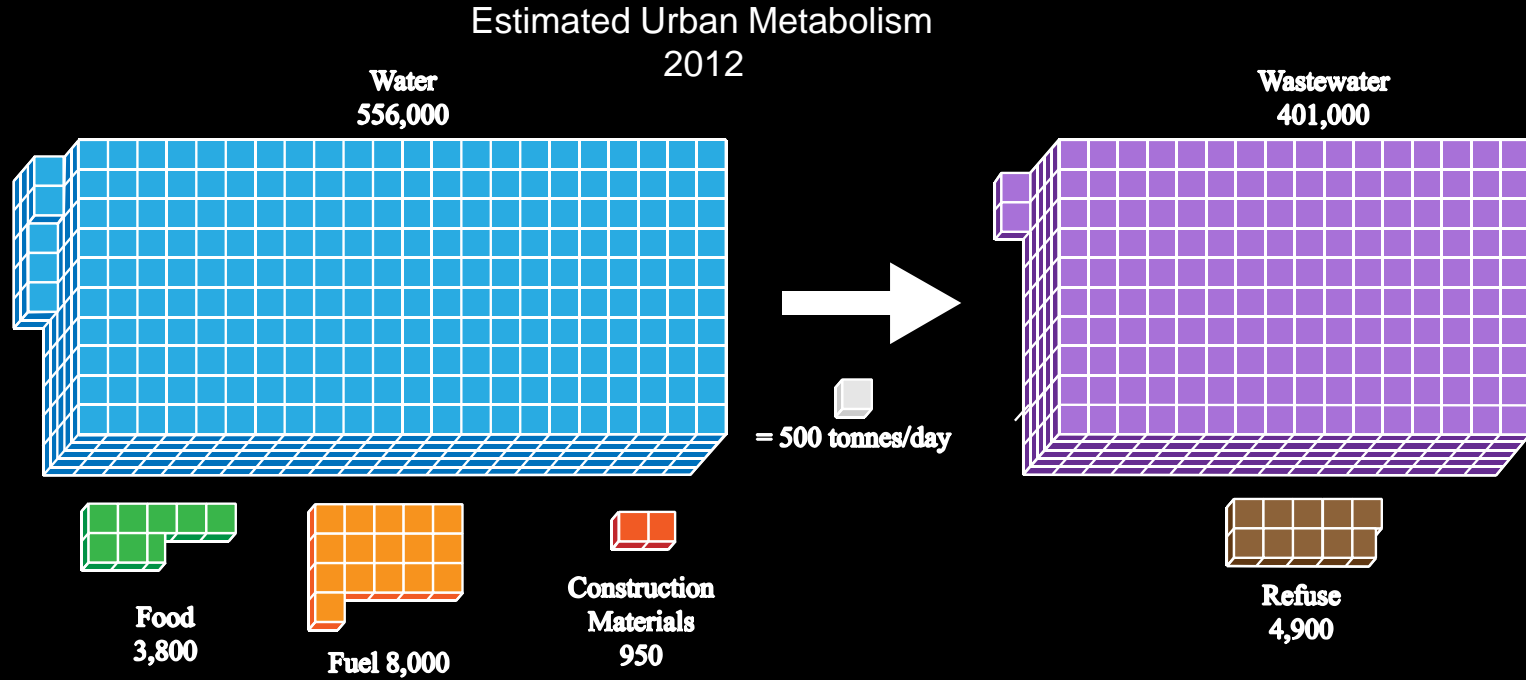 Estimated Urban Metabolism
2012
Water
556,000
Wastewater
401,000
= 500 tonnes/day
Food
3,800
Fuel 8,000
Construction
Materials
950
Refuse
4,900